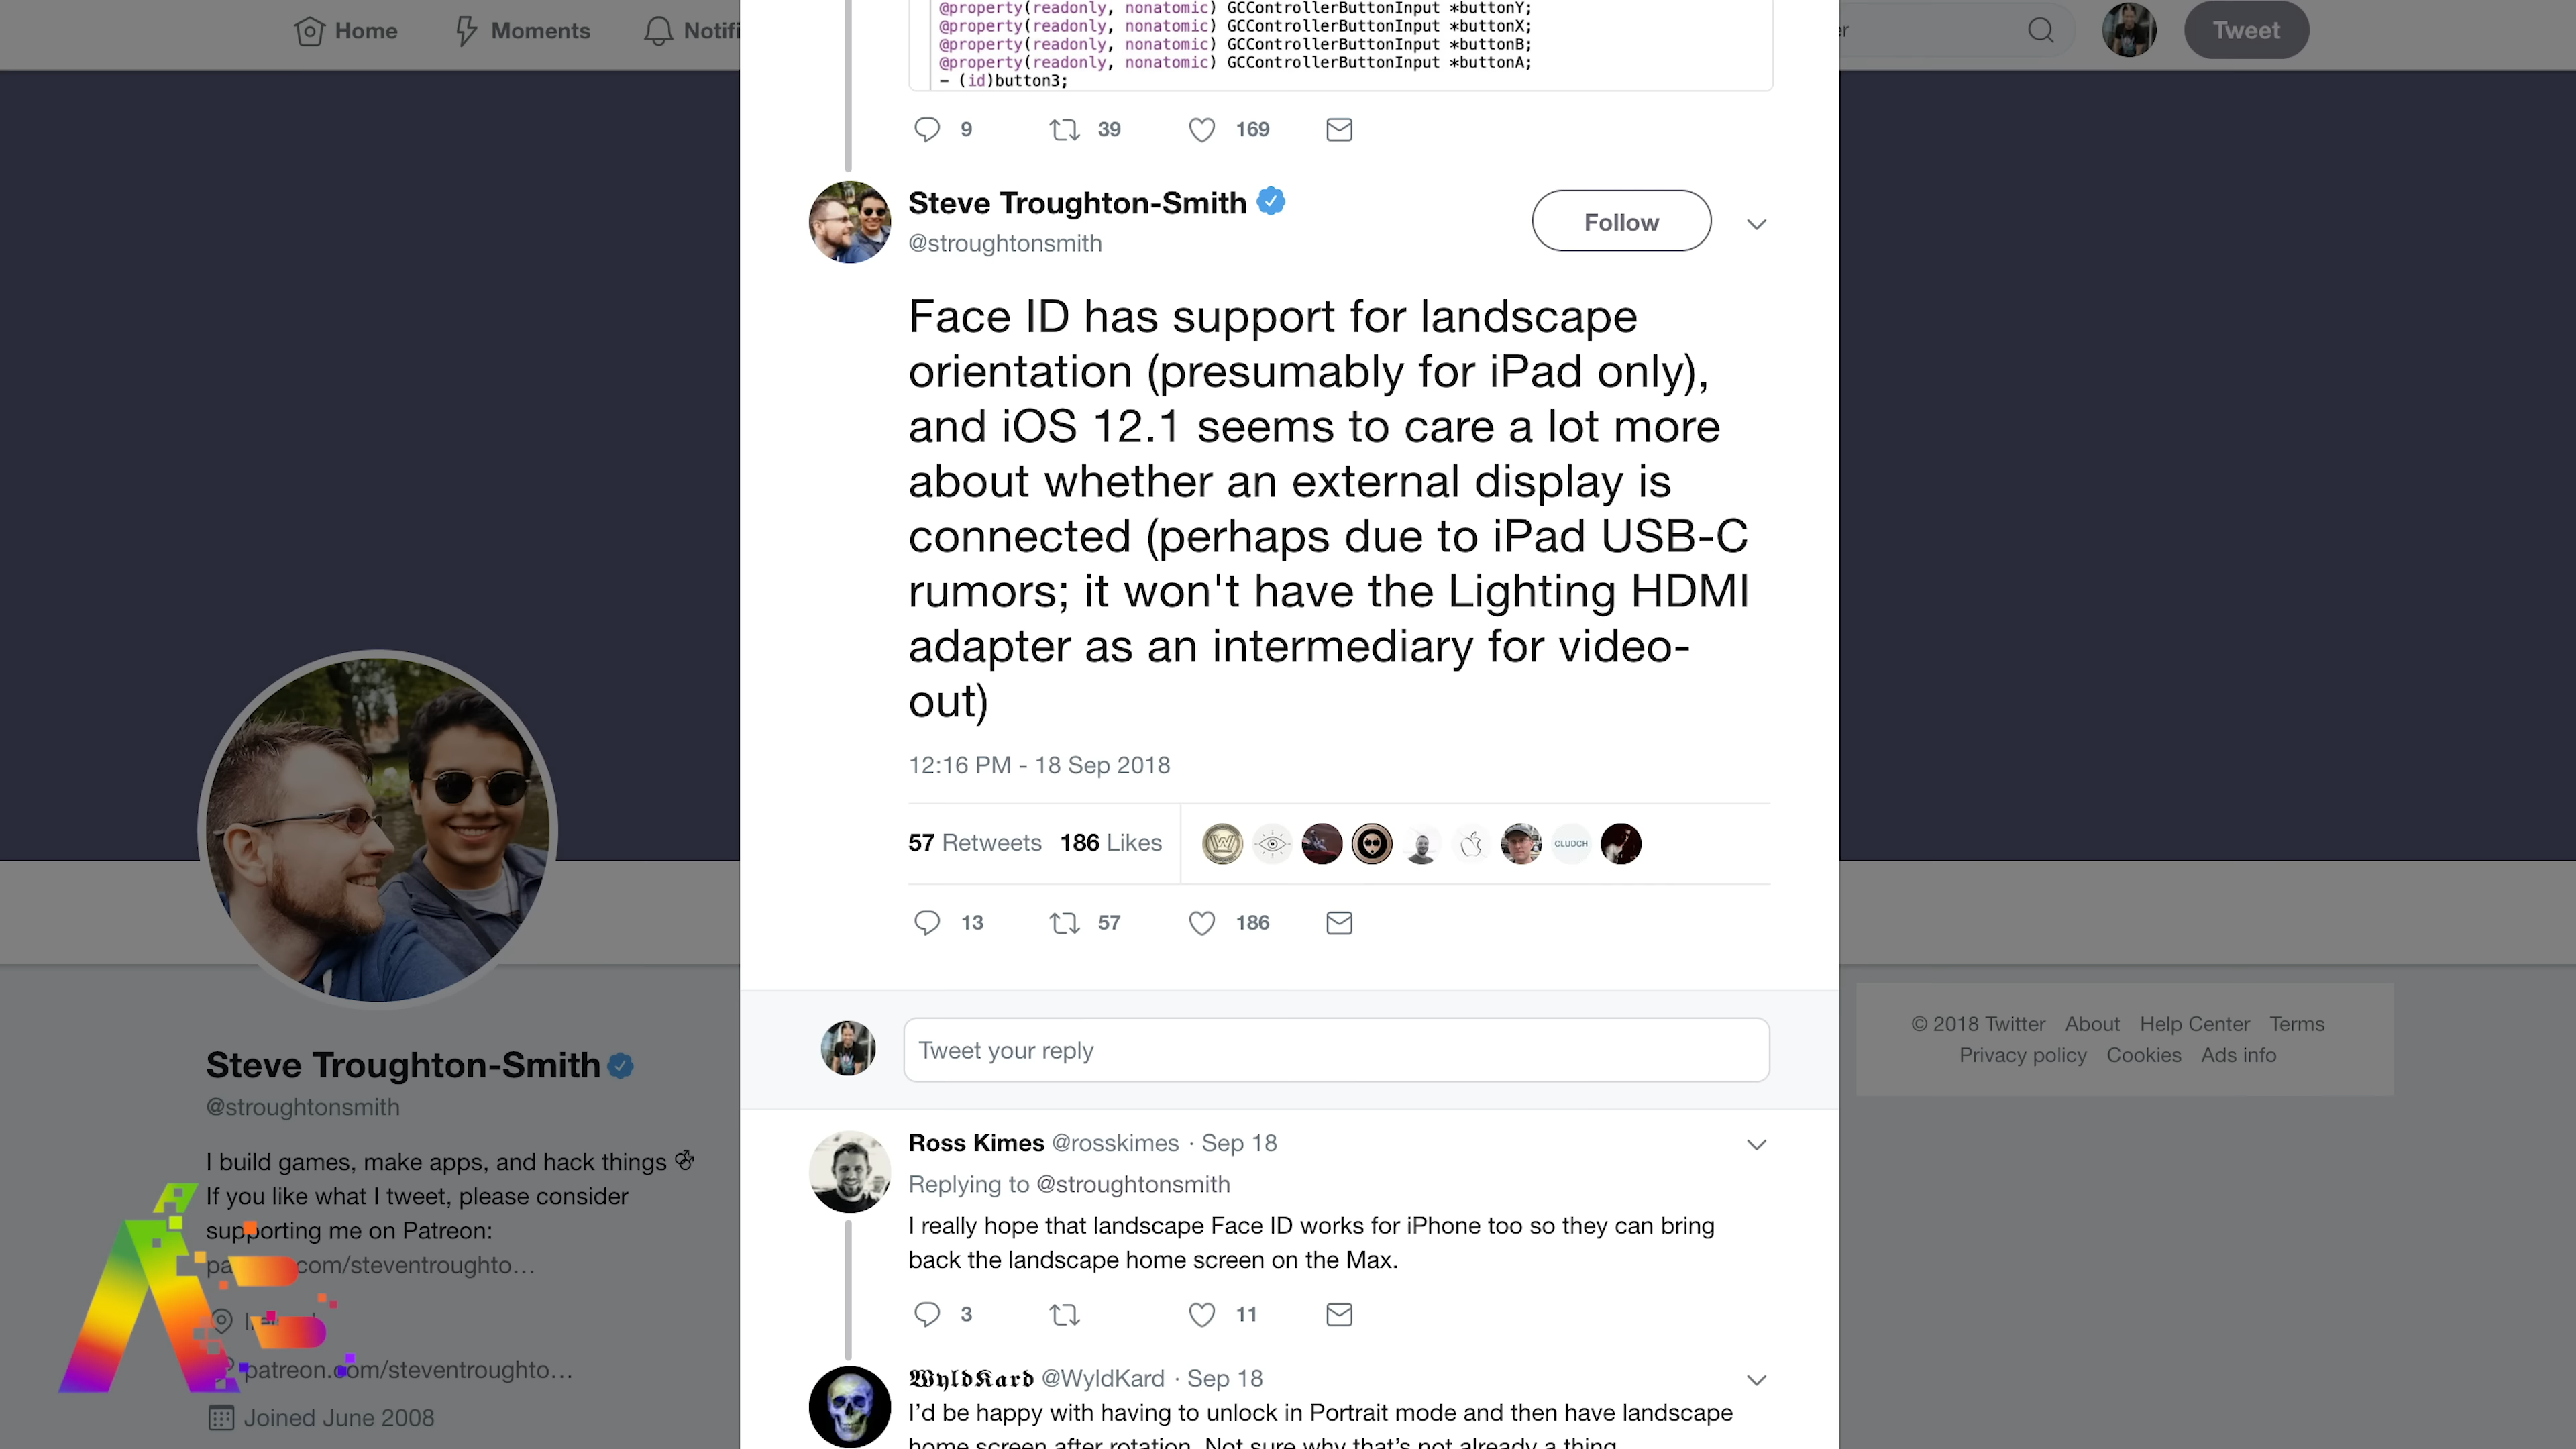 Home
Moments
Notifi
er
Tweet
@property(readonly, nonatomic) GCControllerButtonInput *buttonY;
@property(readonly, nonatomic) GCControllerButtonInput *buttonX;
@property(readonly, nonatomic) GCControllerButtonInput *buttonB;
@property(readonly, nonatomic) GCControllerButtonInput *buttonA;
– (id)button3;
9 39 169
Steve Troughton-Smith
@stroughtonsmith
Follow
Face ID has support for landscape
orientation (presumably for iPad only),
and iOS 12.1 seems to care a lot more
about whether an external display is
connected (perhaps due to iPad USB-C
rumors; it won't have the Lighting HDMI
adapter as an intermediary for video-
out)
12:16 PM - 18 Sep 2018
57 Retweets 186 Likes
CLUDCH
13 57 186
Tweet your reply
Ross Kimes @rosskimes · Sep 18
Replying to @stroughtonsmith
I really hope that landscape Face ID works for iPhone too so they can bring
back the landscape home screen on the Max.
3 11
WyldKard @WyldKard · Sep 18
I'd be happy with having to unlock in Portrait mode and then have landscape
home screen after rotation. Not sure why that's not already a thing
Steve Troughton-Smith
@stroughtonsmith
I build games, make apps, and hack things
If you like what I tweet, please consider
supporting me on Patreon:
com/steventroughto…
patreon.com/steventroughto…
Joined June 2008
© 2018 Twitter About Help Center Terms
Privacy policy Cookies Ads info